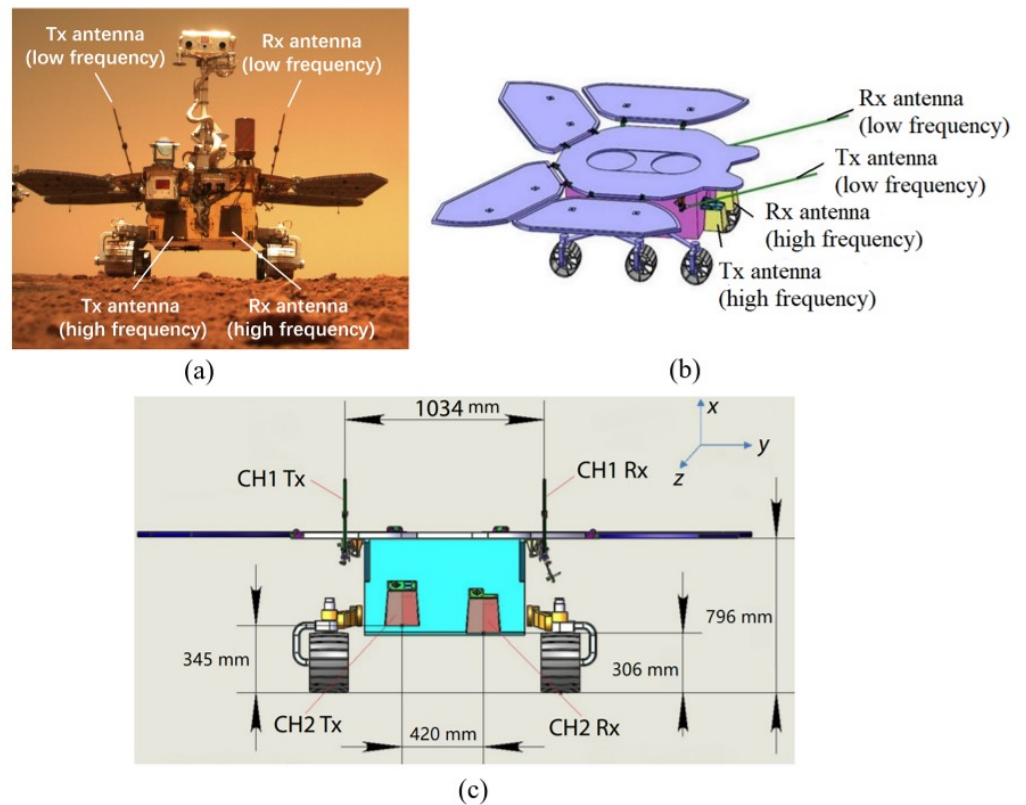 Tx antenna
(low frequency)
Rx antenna
(low frequency)
Tx antenna
(high frequency)
Rx antenna
(high frequency)
(a)
Rx antenna
(low frequency)
Tx antenna
(low frequency)
Rx antenna
(high frequency)
Tx antenna
(high frequency)
(b)
1034 mm
x
y
z
CH1 Tx
CH1 Rx
796 mm
345 mm
306 mm
CH2 Tx
420 mm
CH2 Rx
(c)